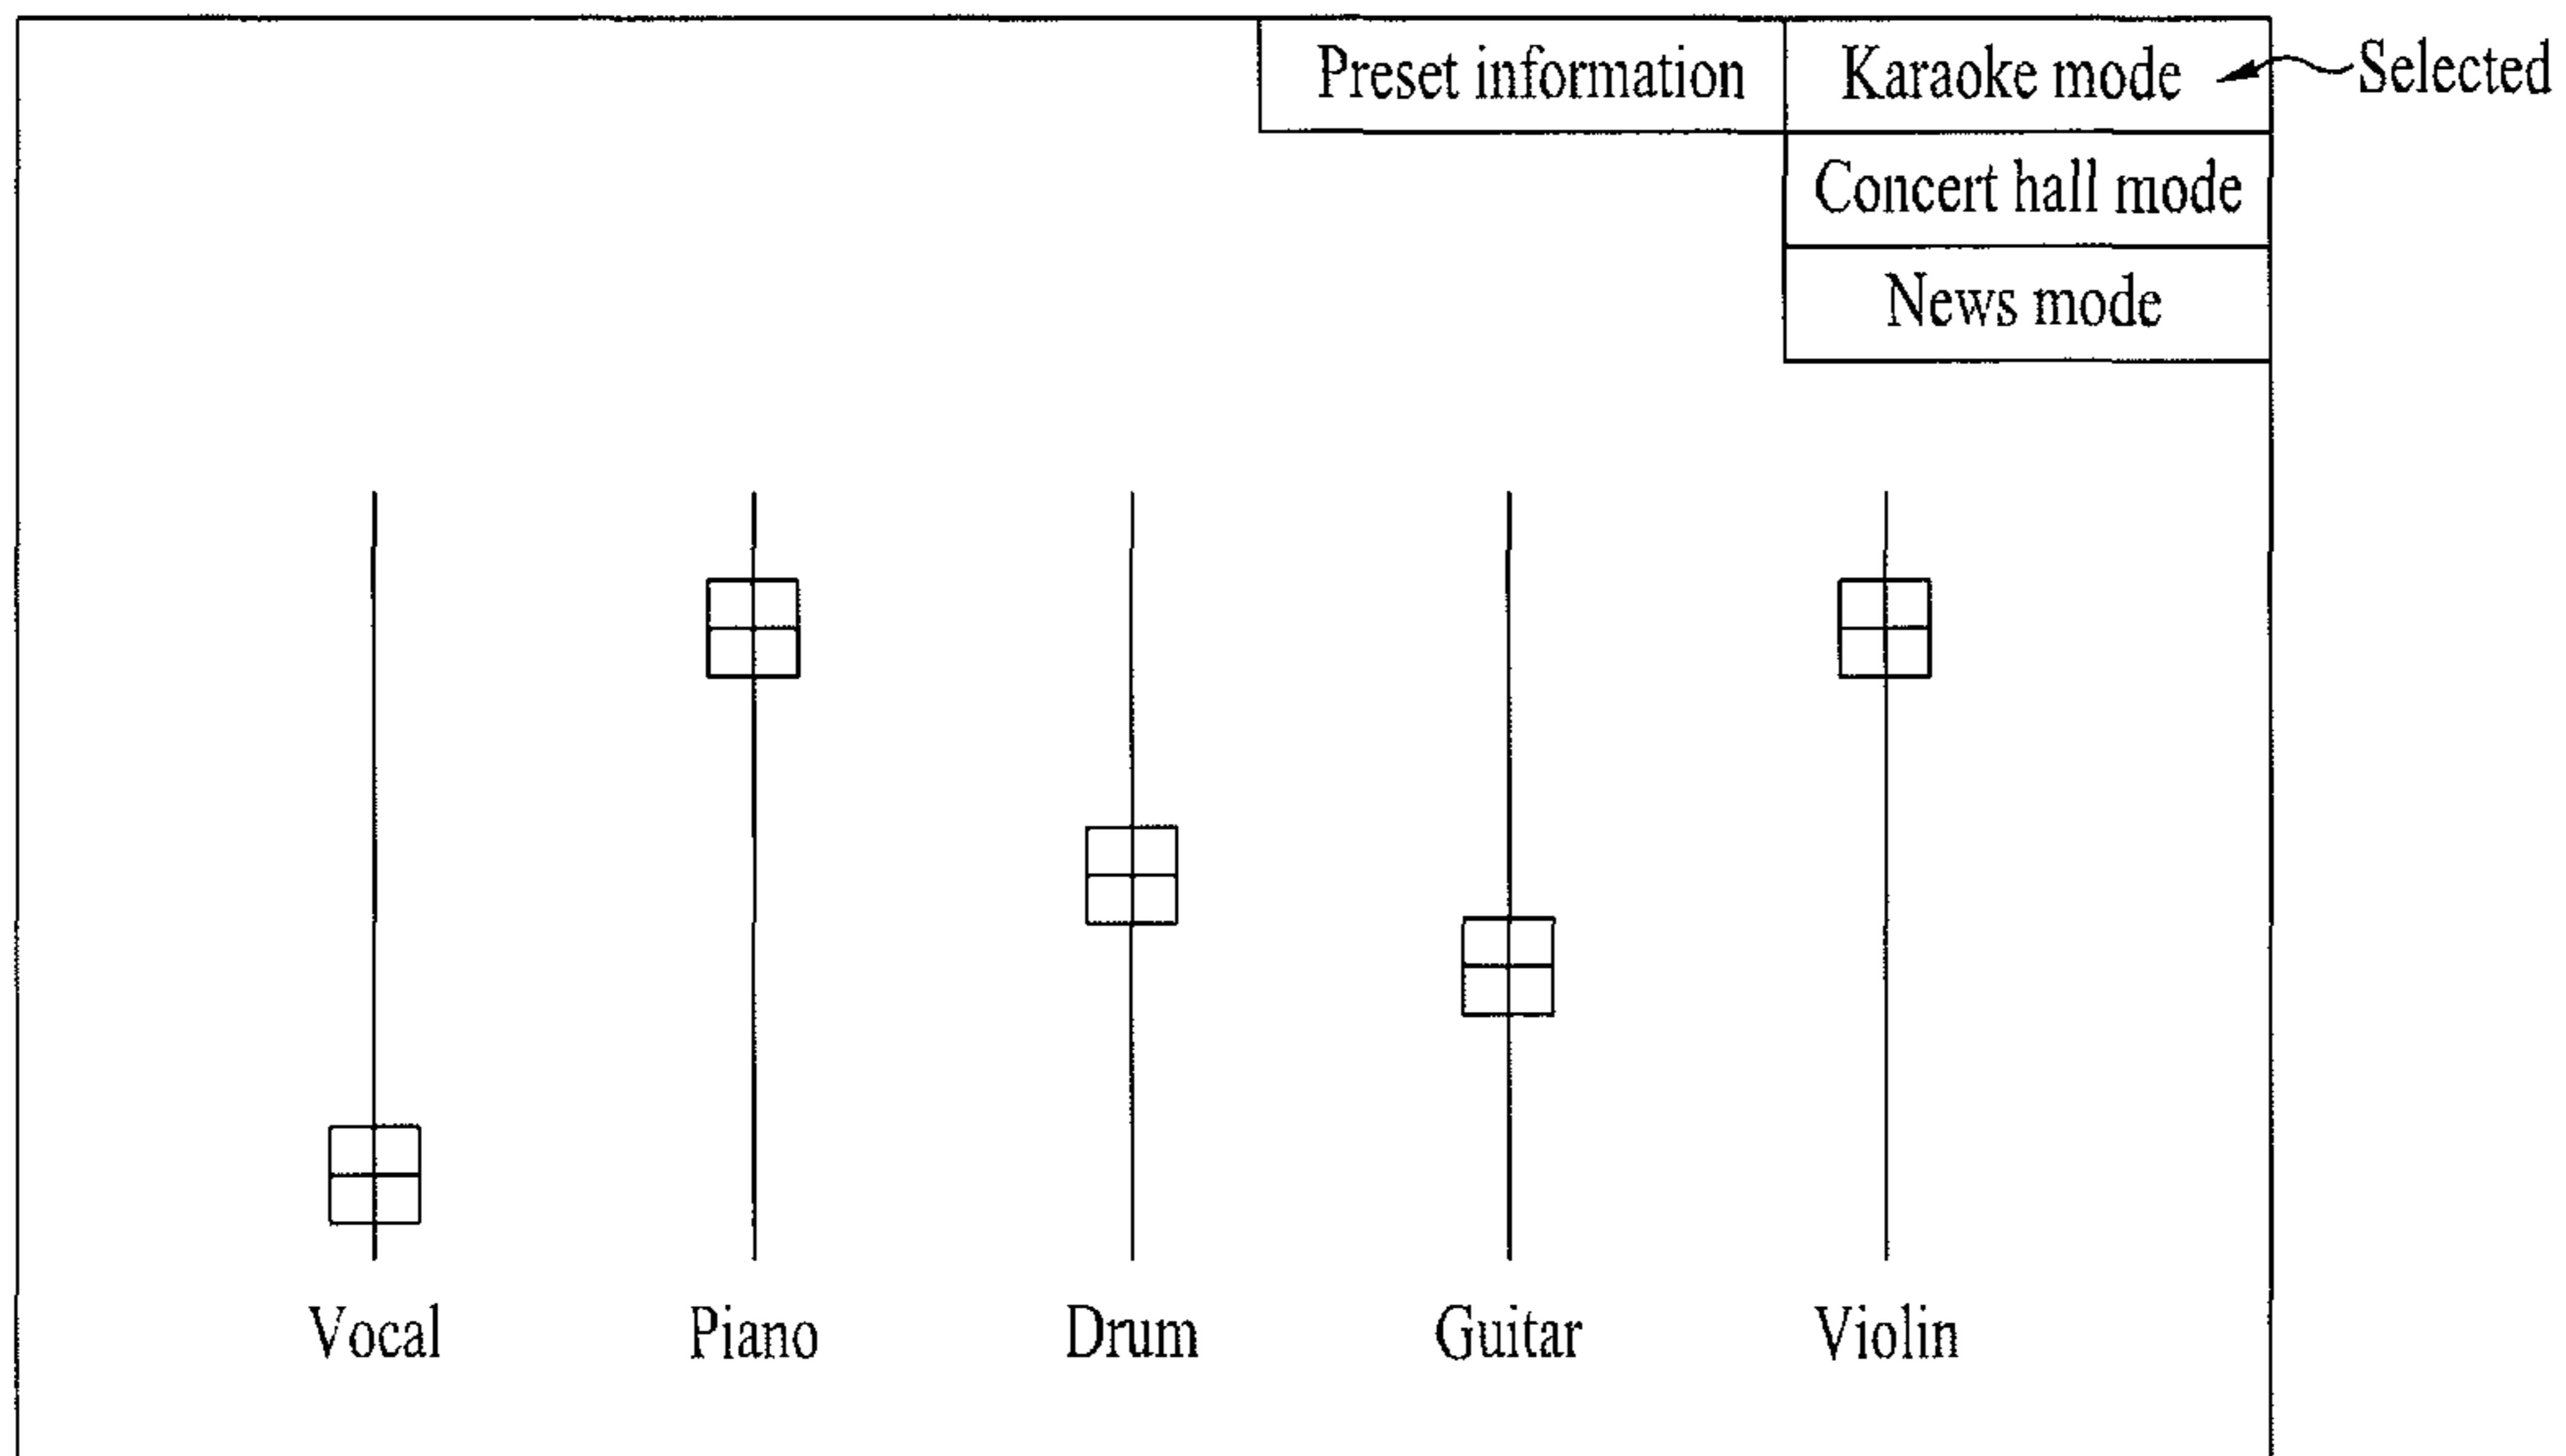 Preset information Karaoke mode Selected
Concert hall mode
News mode
Vocal Piano Drum Guitar Violin